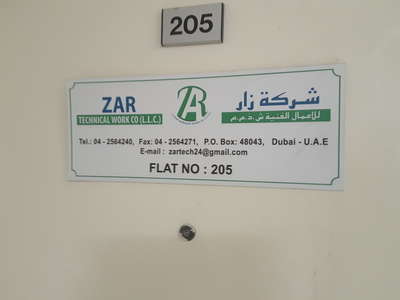 205
ZAR
TECHNICAL WORK CO (L.L.C.)
شركة زار
للأعمال الفنية ش.ذ.م.م
Tel.: 04 - 2564240, Fax: 04 - 2564271, P.O. Box: 48043, Dubai - U.A.E
E-mail : zartech24@gmail.com
FLAT NO : 205